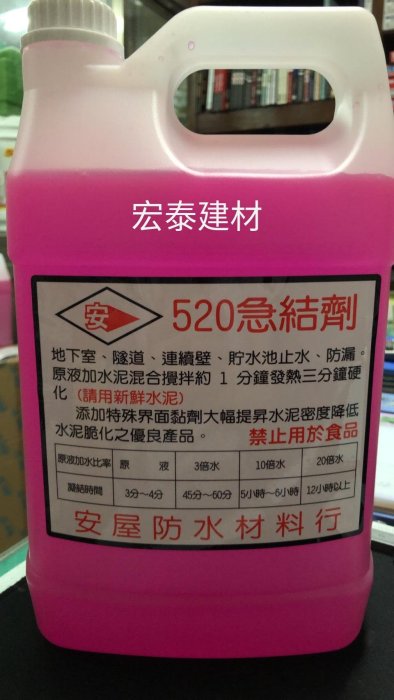 宏泰建材
安
520急結劑
地下室、隧道、連續壁、貯水池止水、防漏。
原液加水泥混合攪拌約 1 分鐘發熱三分鐘硬
化 (請用新鮮水泥)
添加特殊界面黏劑大幅提昇水泥密度降低
水泥脆化之優良產品。 禁止用於食品
原液加水比率 原 液 3倍水 10倍水 20倍水
凝結時間 3分～4分 45分～60分 5小時～6小時 12小時以上
安屋防水材料行